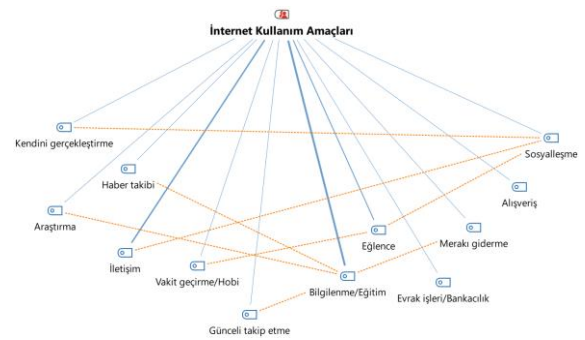 İnternet Kullanım Amaçları
Kendini gerçekleştirme
Sosyalleşme
Haber takibi
Alışveriş
Araştırma
Eğlence
Merakı giderme
İletişim
Vakit geçirme/Hobi
Bilgilenme/Eğitim
Evrak işleri/Bankacılık
Günceli takip etme